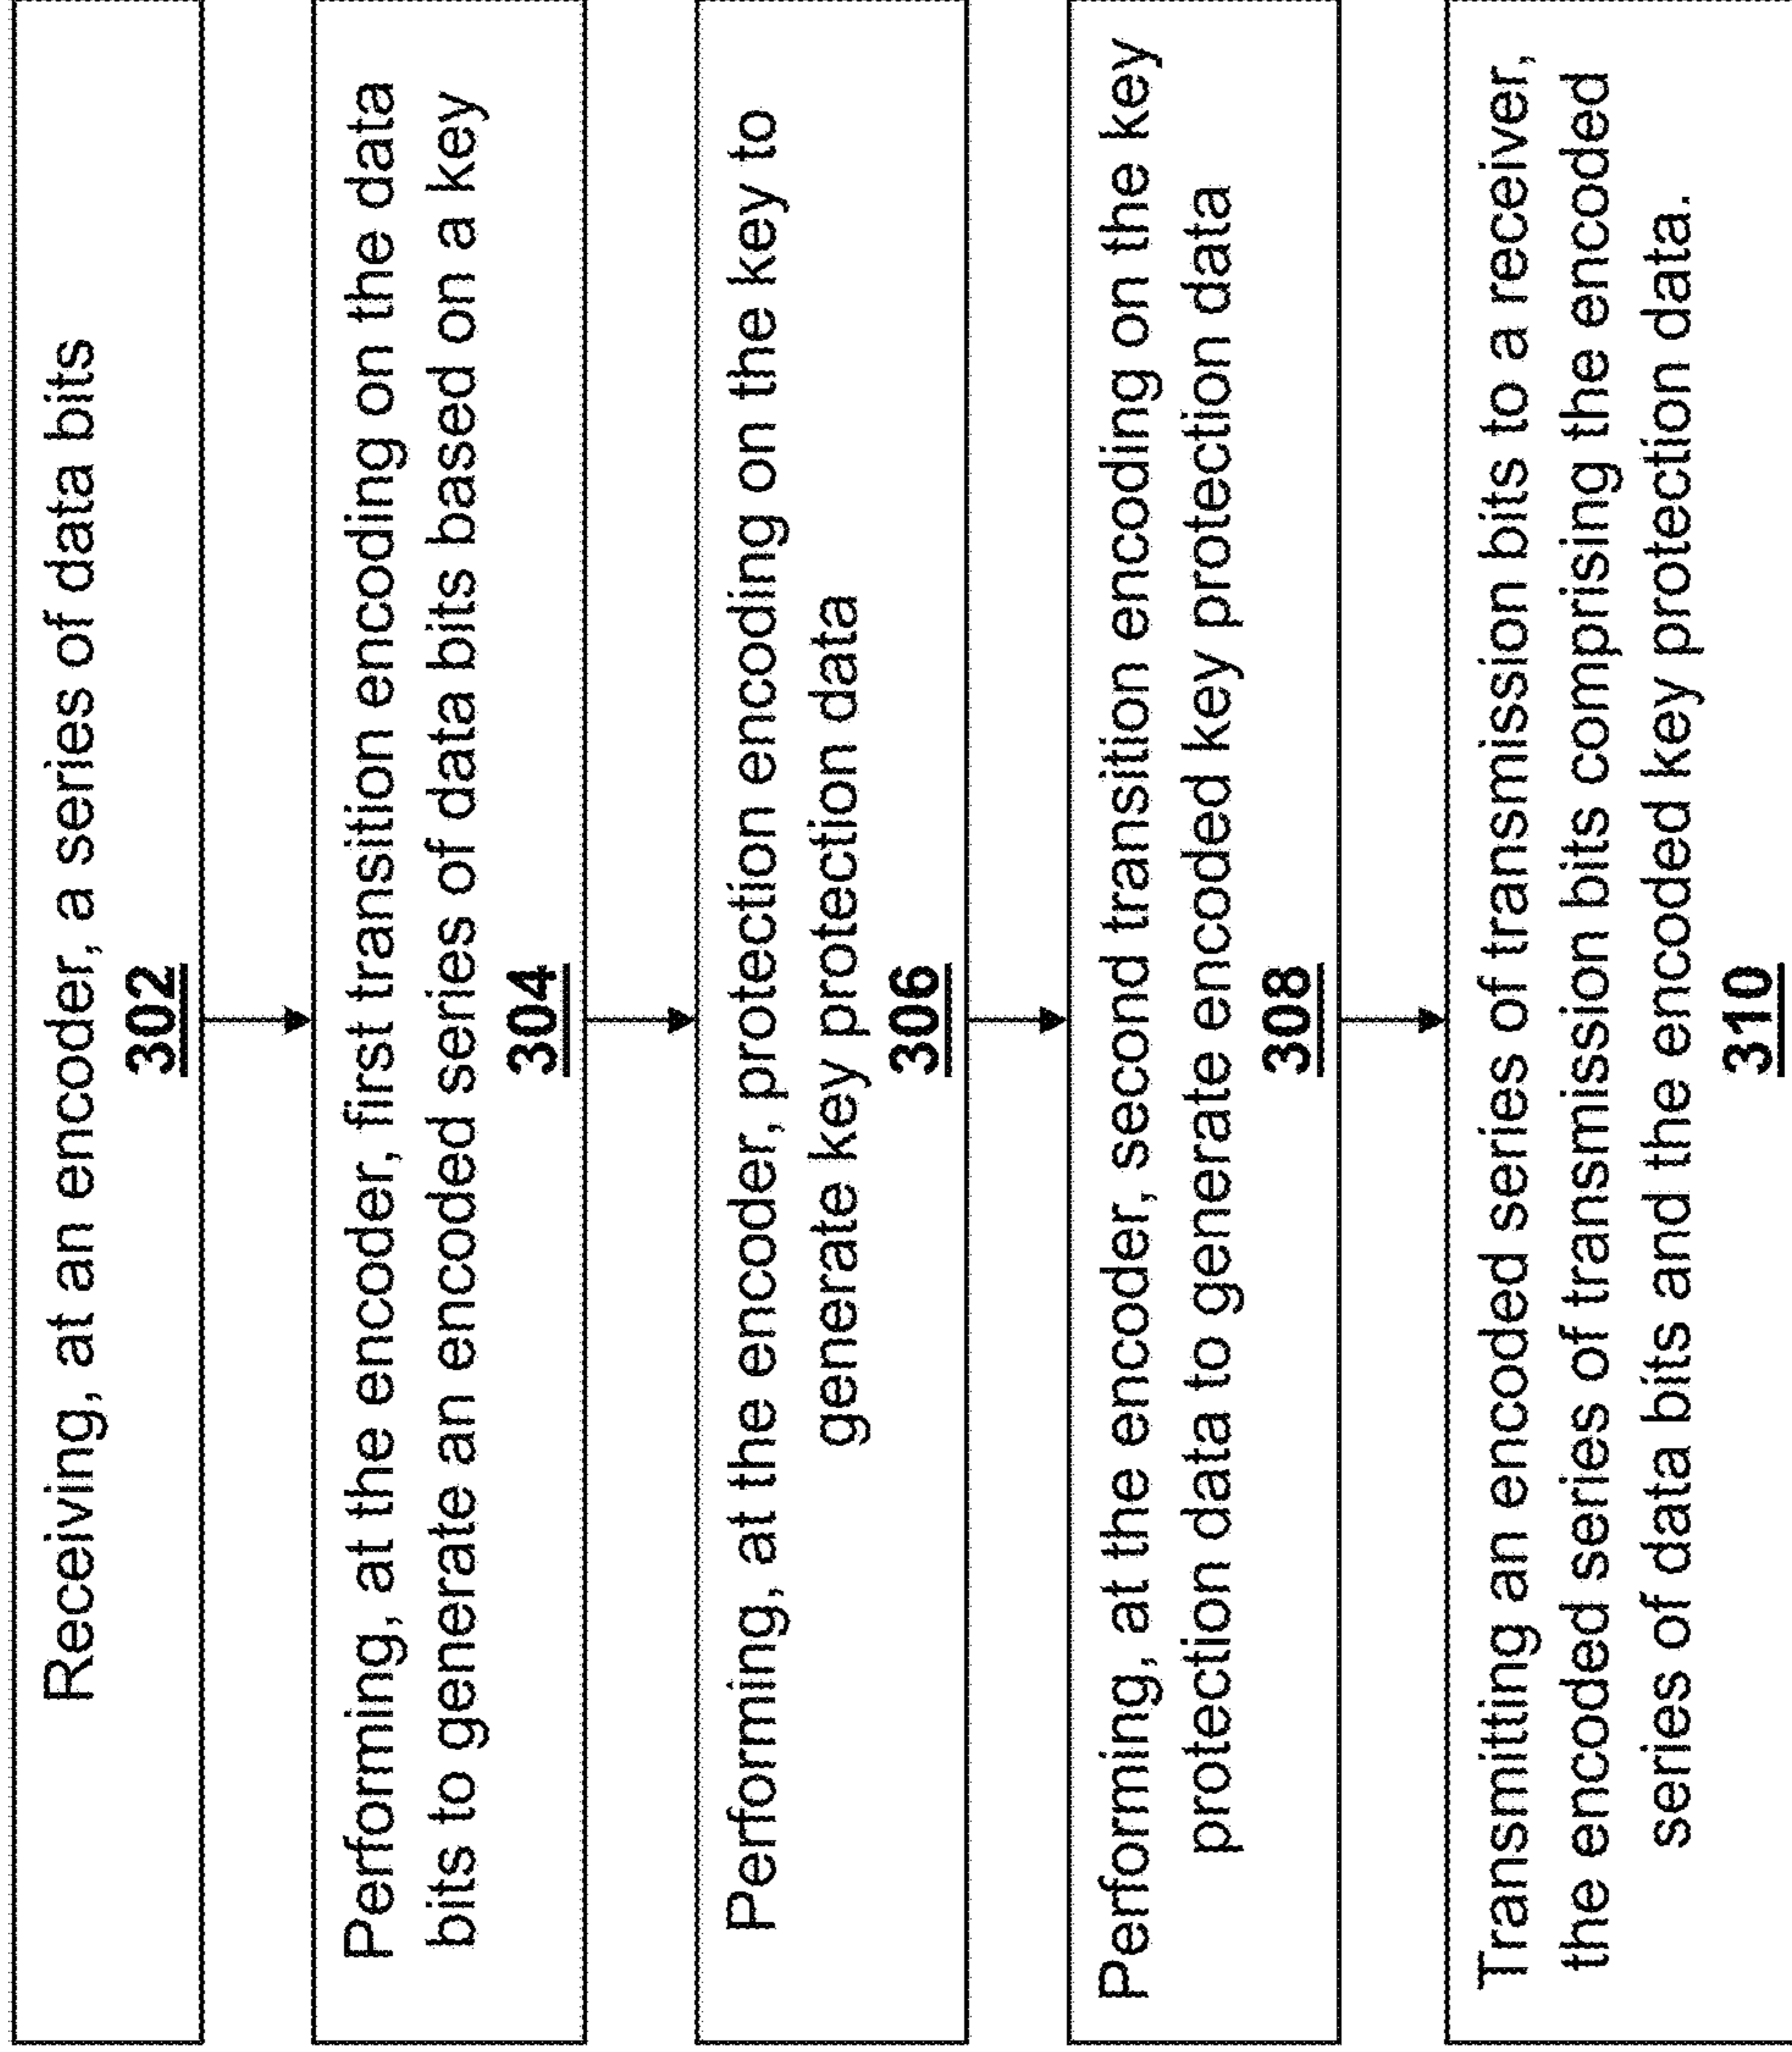 Receiving, at an encoder, a series of data bits
302
Performing, at the encoder, first transition encoding on the data
bits to generate an encoded series of data bits based on a key
304
Performing, at the encoder, protection encoding on the key to
generate key protection data
306
Performing, at the encoder, second transition encoding on the key
protection data to generate encoded key protection data
308
Transmitting an encoded series of transmission bits to a receiver,
the encoded series of transmission bits comprising the encoded
series of data bits and the encoded key protection data.
310